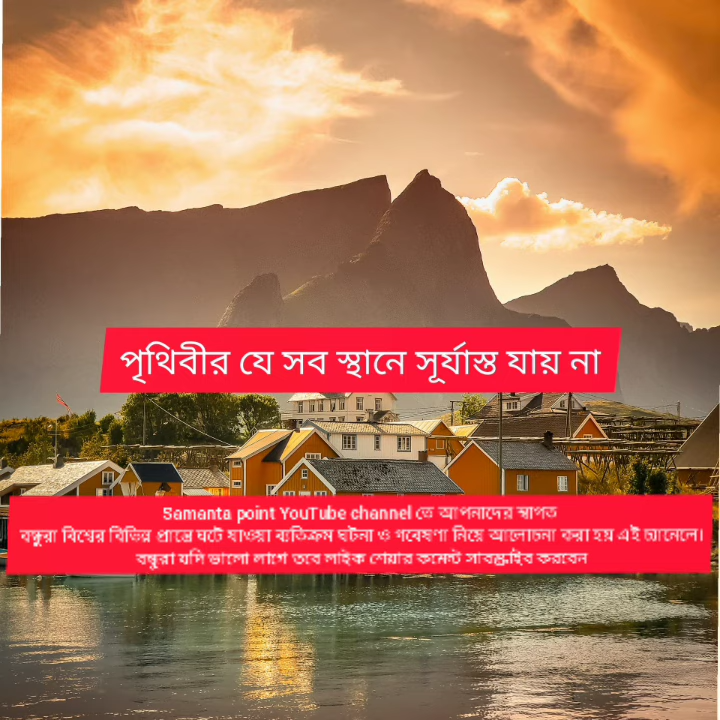 পৃথিবীর যে সব স্থানে সূর্যাস্ত যায় না
Samanta point YouTube channel তে আপনাদের স্বাগত
বন্ধুরা বিশ্বের বিভিন্ন প্রান্তে ঘটে যাওয়া ব্যতিক্রম ঘটনা ও গবেষণা নিয়ে আলোচনা করা হয় এই চ্যানেলে।
বন্ধুরা যদি ভালো লাগে তবে লাইক শেয়ার কমেন্ট সাবস্ক্রাইব করবেন